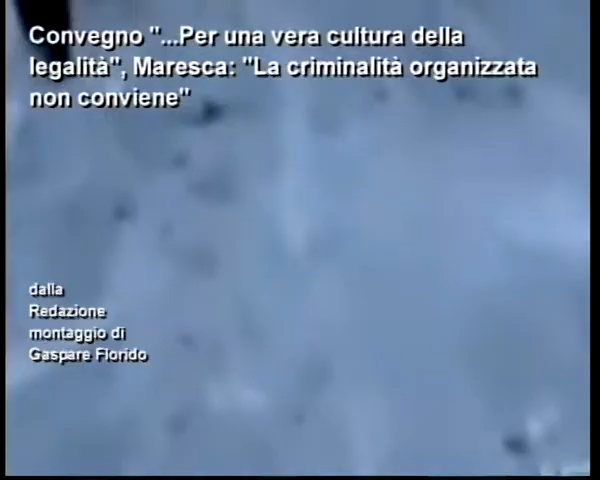 Convegno "...Per una vera cultura della
legalità", Maresca: "La criminalità organizzata
non conviene"
dalla
Redazione
montaggio di
Gaspare Florido